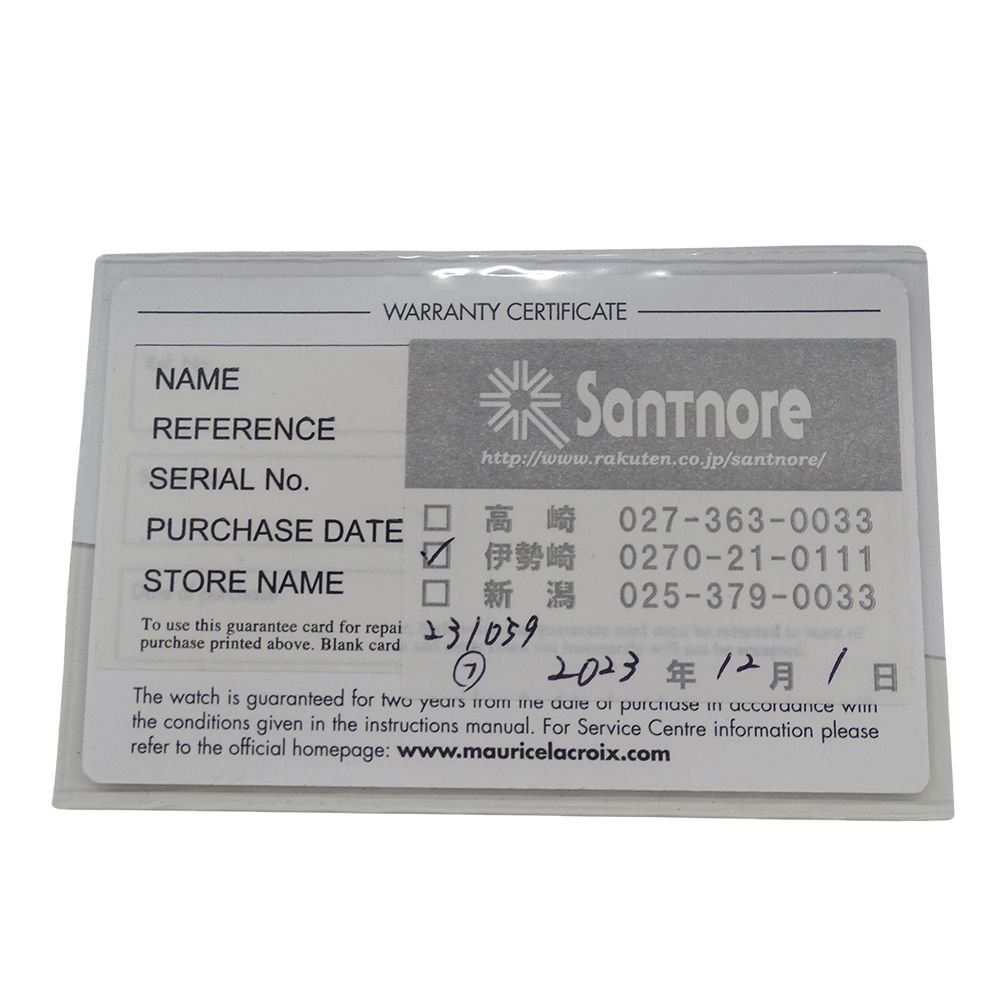 WARRANTY CERTIFICATE
NAME
REFERENCE
SERIAL No.
PURCHASE DATE
STORE NAME
To use this guarantee card for repai
purchase printed above. Blank card
Santnore
http://www.rakuten.co.jp/santnore/
□ 高 崎 027-363-0033
☑ 伊勢崎 0270-21-0111
□ 新 潟 025-379-0033
231059
⑦ 2023 年 12 月 1 日
The watch is guaranteed for two years from the date of purchase in accordance with
the conditions given in the instructions manual. For Service Centre information please
refer to the official homepage: www.mauricelacroix.com